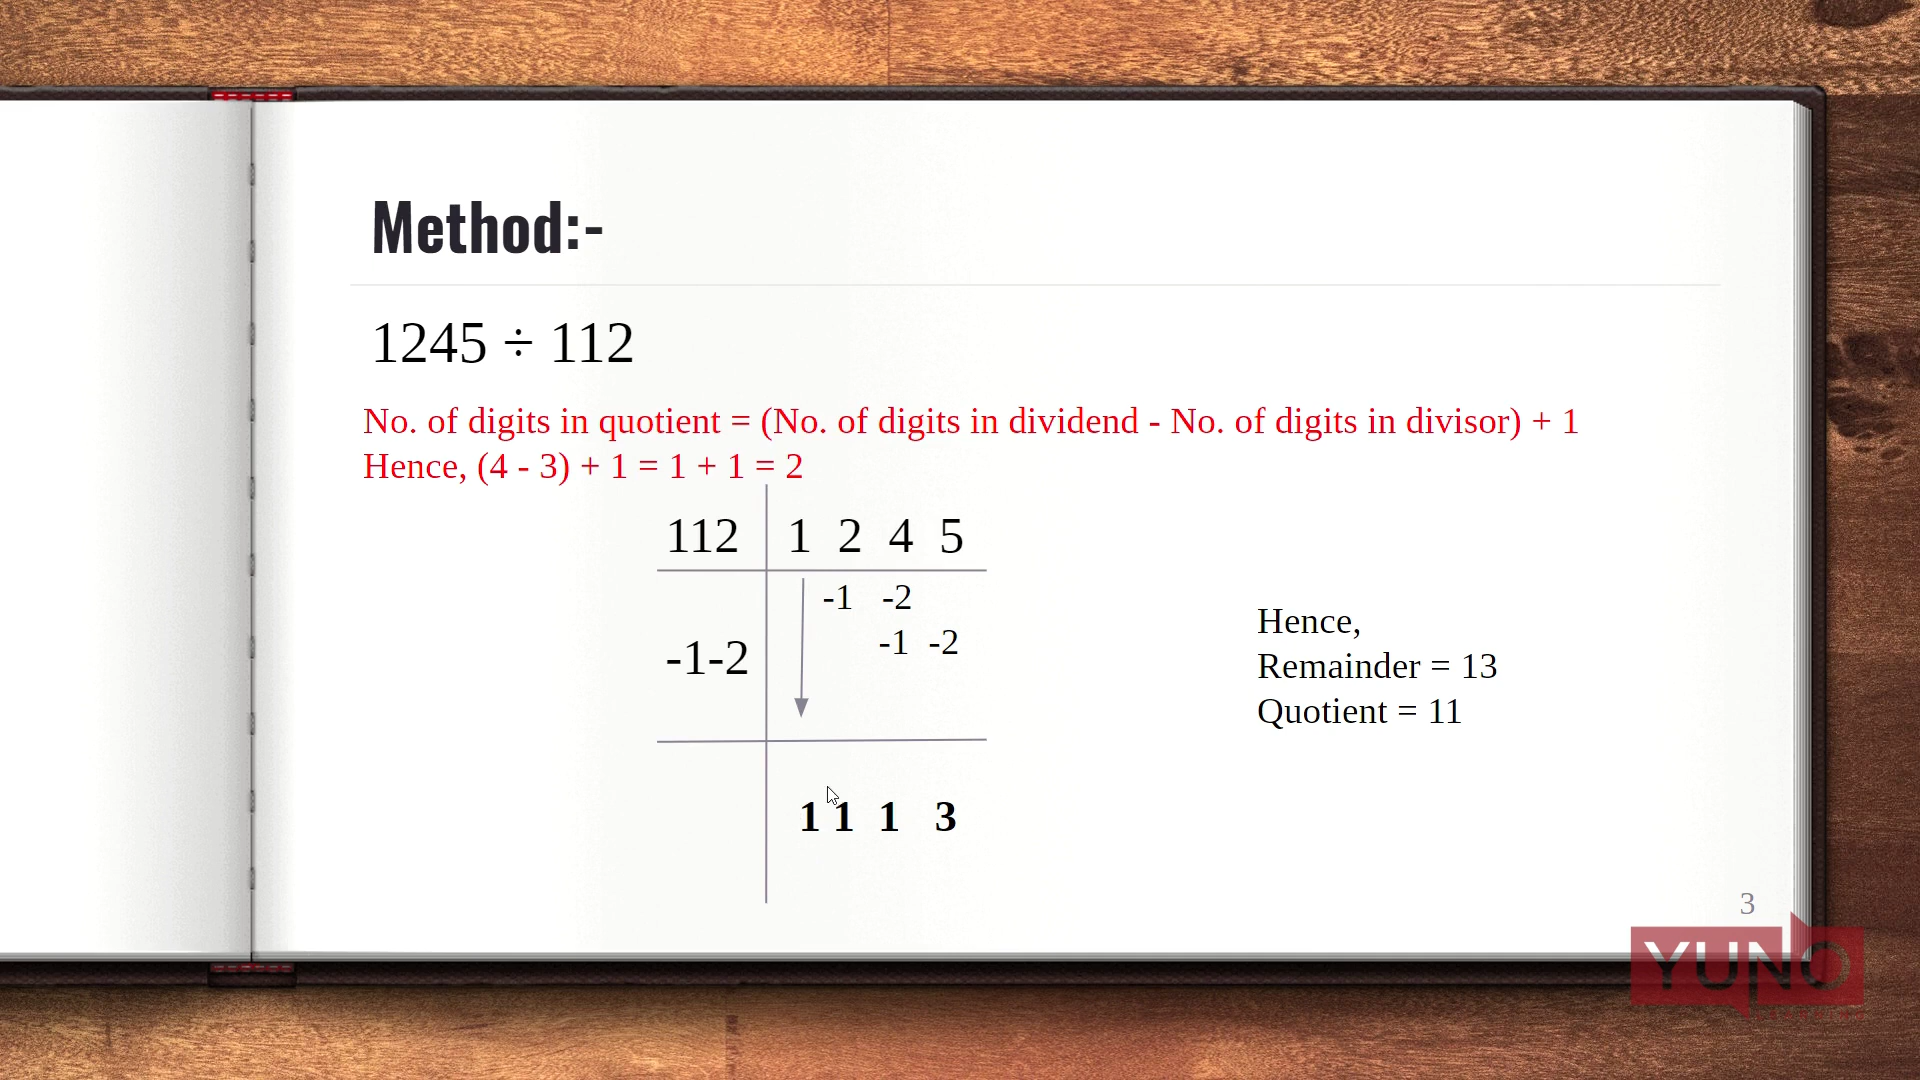 Method:-
1245 ÷ 112
No. of digits in quotient = (No. of digits in dividend - No. of digits in divisor) + 1
Hence, (4 - 3) + 1 = 1 + 1 = 2
112 1 2 4 5
-1 -2
-1 -2
-1-2
1 1 1 3
Hence,
Remainder = 13
Quotient = 11
3
YUNO